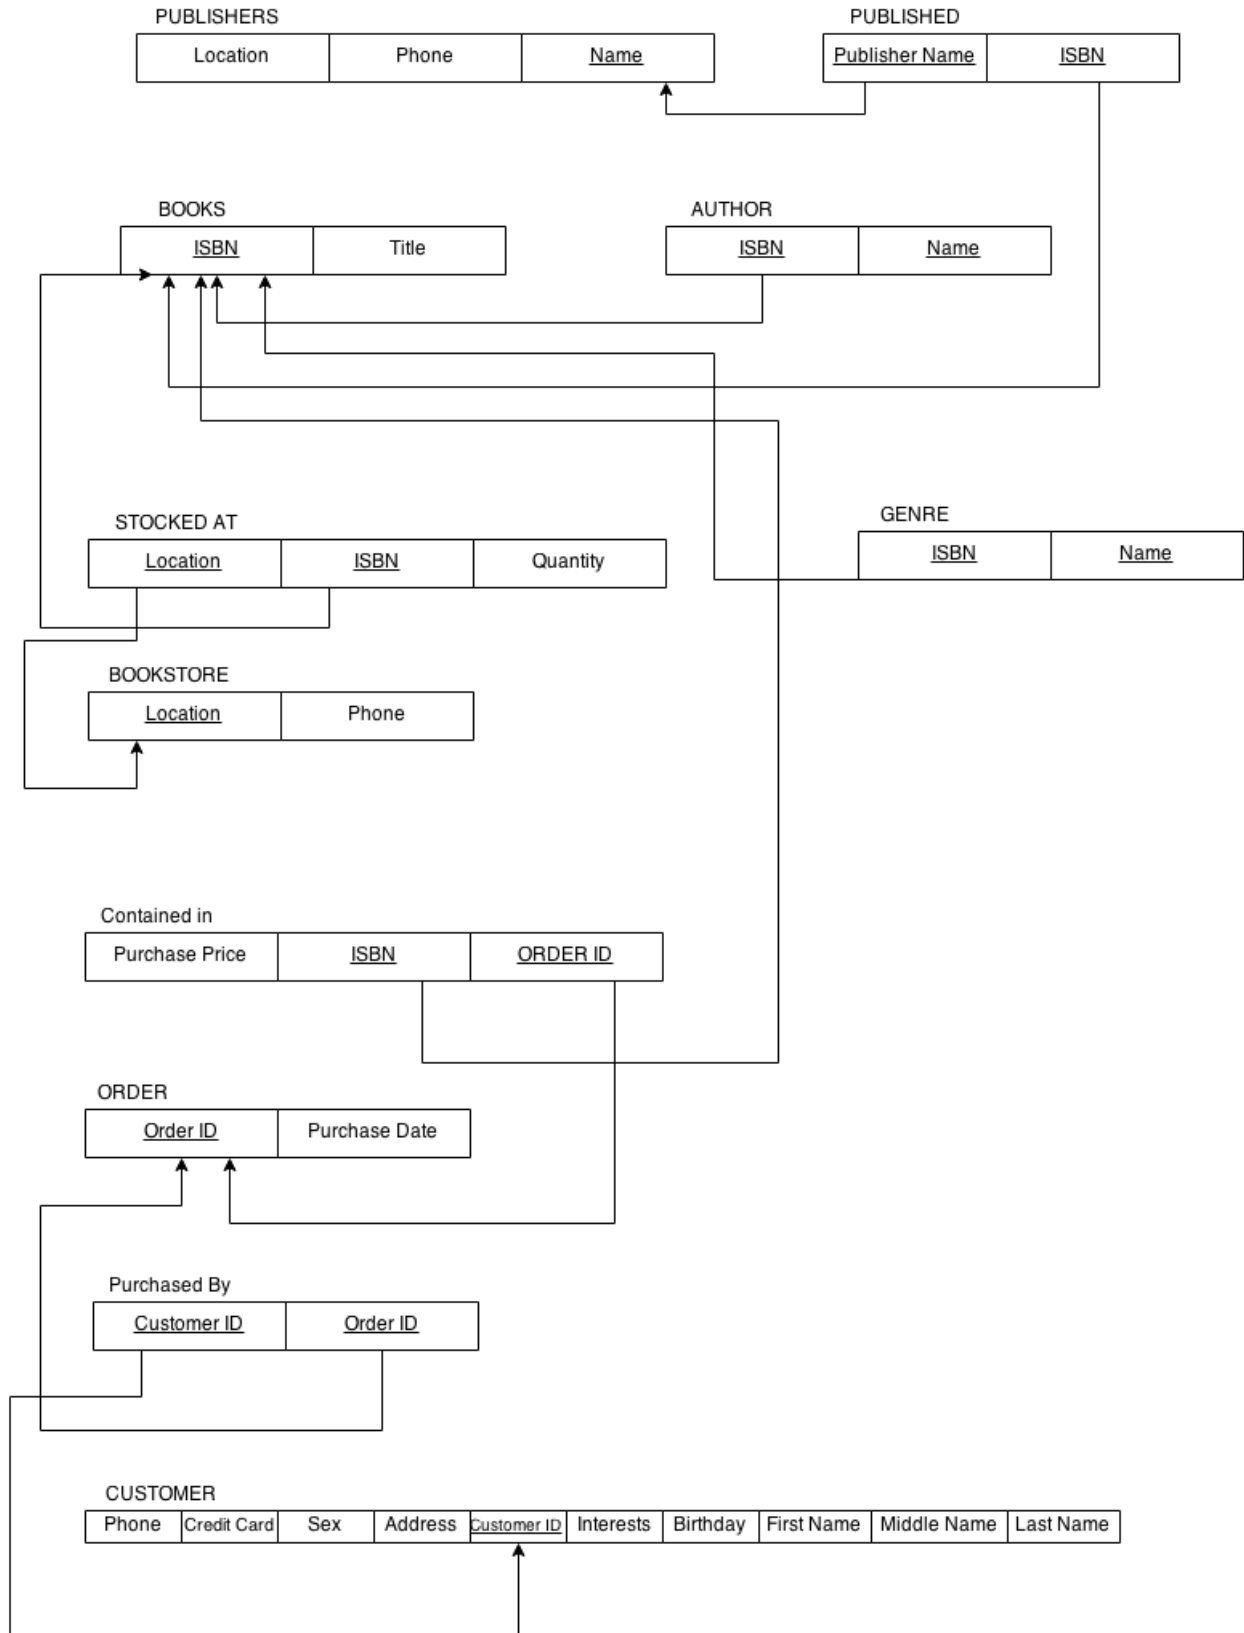 PUBLISHERS PUBLISHED
Location Phone Name Publisher Name ISBN
BOOKS AUTHOR
ISBN Title ISBN Name
STOCKED AT GENRE
Location ISBN Quantity ISBN Name
BOOKSTORE
Location Phone
Contained in
Purchase Price ISBN ORDER ID
ORDER
Order ID Purchase Date
Purchased By
Customer ID Order ID
CUSTOMER
Phone Credit Card Sex Address Customer ID Interests Birthday First Name Middle Name Last Name